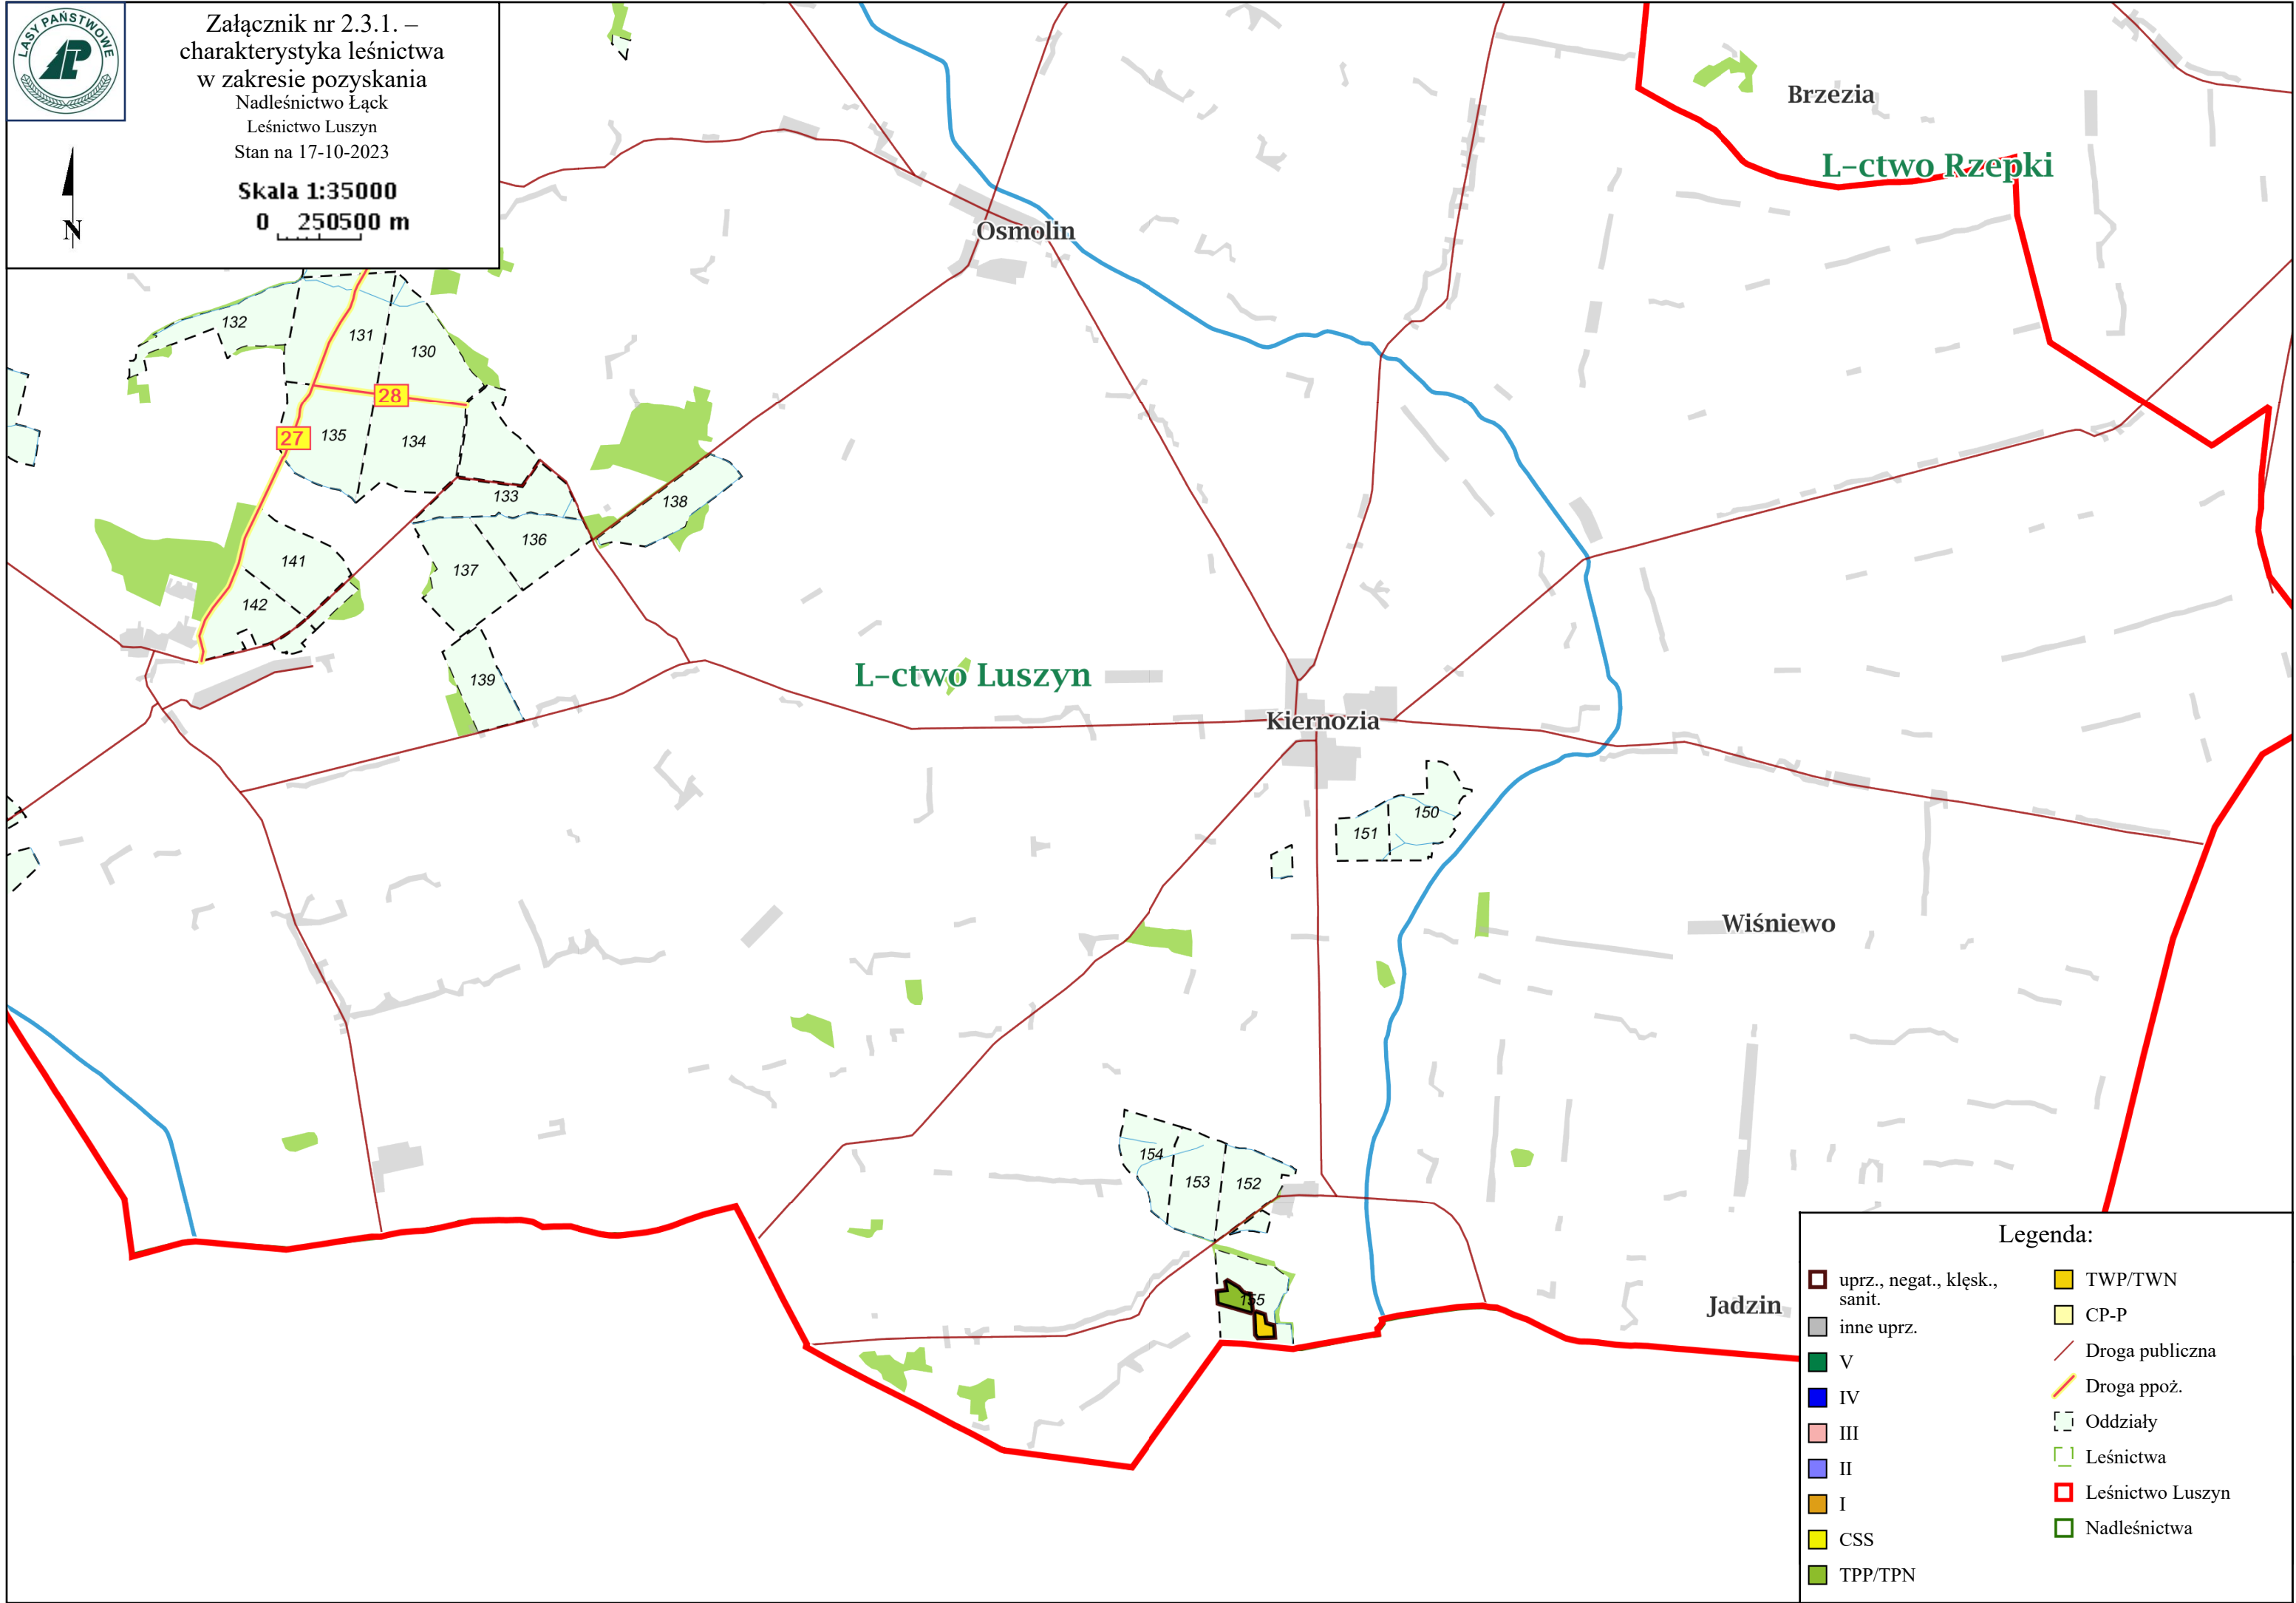 LASY PAŃSTWOWE
Załącznik nr 2.3.1. –
charakterystyka leśnictwa
w zakresie pozyskania
Nadleśnictwo Łąck
Leśnictwo Luszyn
Stan na 17-10-2023
Skala 1:35000
0 250500 m
N
Brzezia
L-ctwo Rzepki
Osmolin
132
131
130
28
27
135
134
133
138
136
141
137
142
139
L-ctwo Luszyn
Kiernozia
150
151
Wiśniewo
154
153
152
155
Jadzin
Legenda:
uprz., negat., klęsk.,
sanit.
inne uprz.
V
IV
III
II
I
CSS
TPP/TPN
TWP/TWN
CP-P
Droga publiczna
Droga ppoż.
Oddziały
Leśnictwa
Leśnictwo Luszyn
Nadleśnictwa